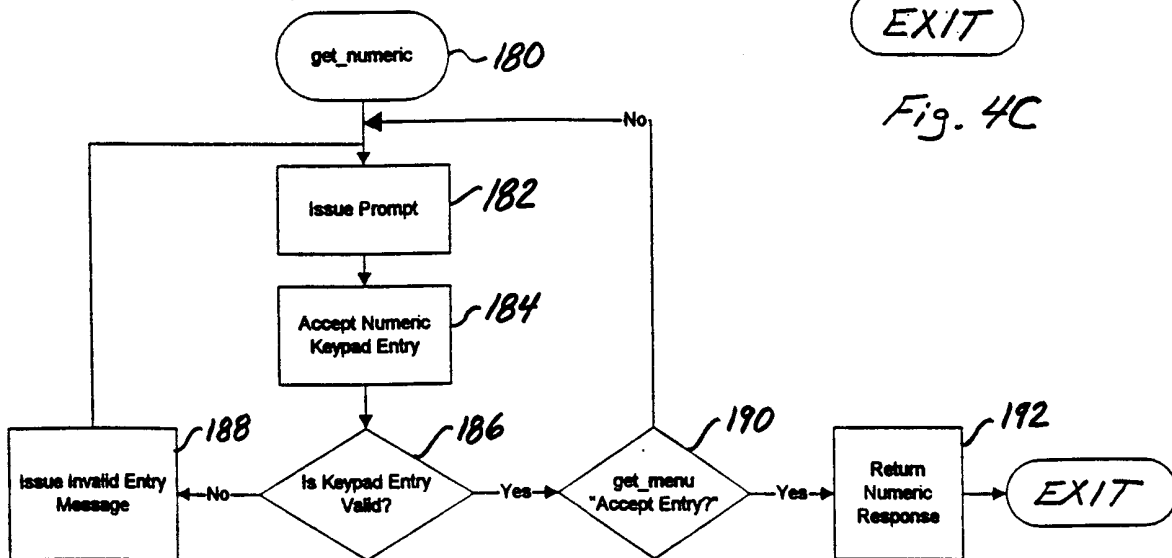 EXIT
get_numeric
180
Fig. 4C
No
Issue Prompt
182
Accept Numeric
Keypad Entry
184
188
186
190
192
Issue Invalid Entry
Message
No
Is Keypad Entry
Valid?
Yes
get_menu
"Accept Entry?"
Yes
Return
Numeric
Response
EXIT